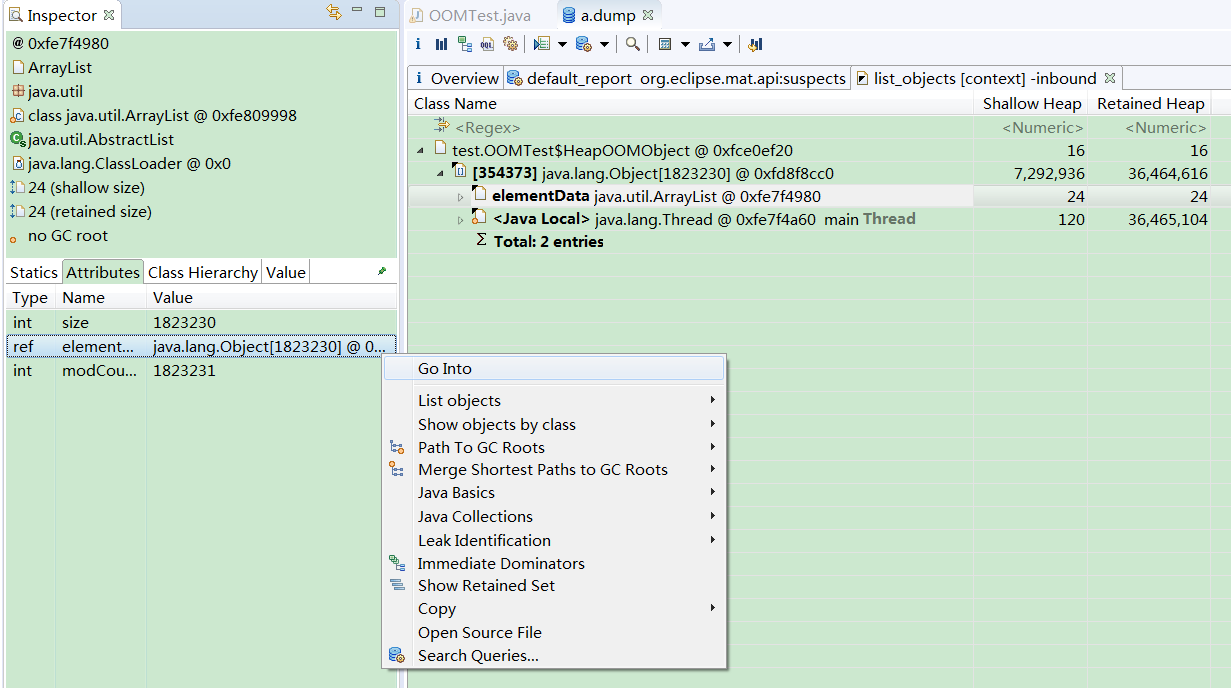 Inspector
@ 0xfe7f4980
ArrayList
java.util
class java.util.ArrayList @ 0xfe809998
java.util.AbstractList
java.lang.ClassLoader @ 0x0
24 (shallow size)
24 (retained size)
no GC root
Statics Attributes Class Hierarchy Value
Type Name Value
int size 1823230
ref element... java.lang.Object[1823230] @ 0...
int modCou... 1823231
OOMTest.java a.dump
i OQL
i Overview default_report org.eclipse.mat.api:suspects list_objects [context] -inbound
Class Name Shallow Heap Retained Heap
<Regex> <Numeric> <Numeric>
test.OOMTest$HeapOOMObject @ 0xfce0ef20 16 16
[354373] java.lang.Object[1823230] @ 0xfd8f8cc0 7,292,936 36,464,616
elementData java.util.ArrayList @ 0xfe7f4980 24 24
<Java Local> java.lang.Thread @ 0xfe7f4a60 main Thread 120 36,465,104
Σ Total: 2 entries
Go Into
List objects
Show objects by class
Path To GC Roots
Merge Shortest Paths to GC Roots
Java Basics
Java Collections
Leak Identification
Immediate Dominators
Show Retained Set
Copy
Open Source File
Search Queries...